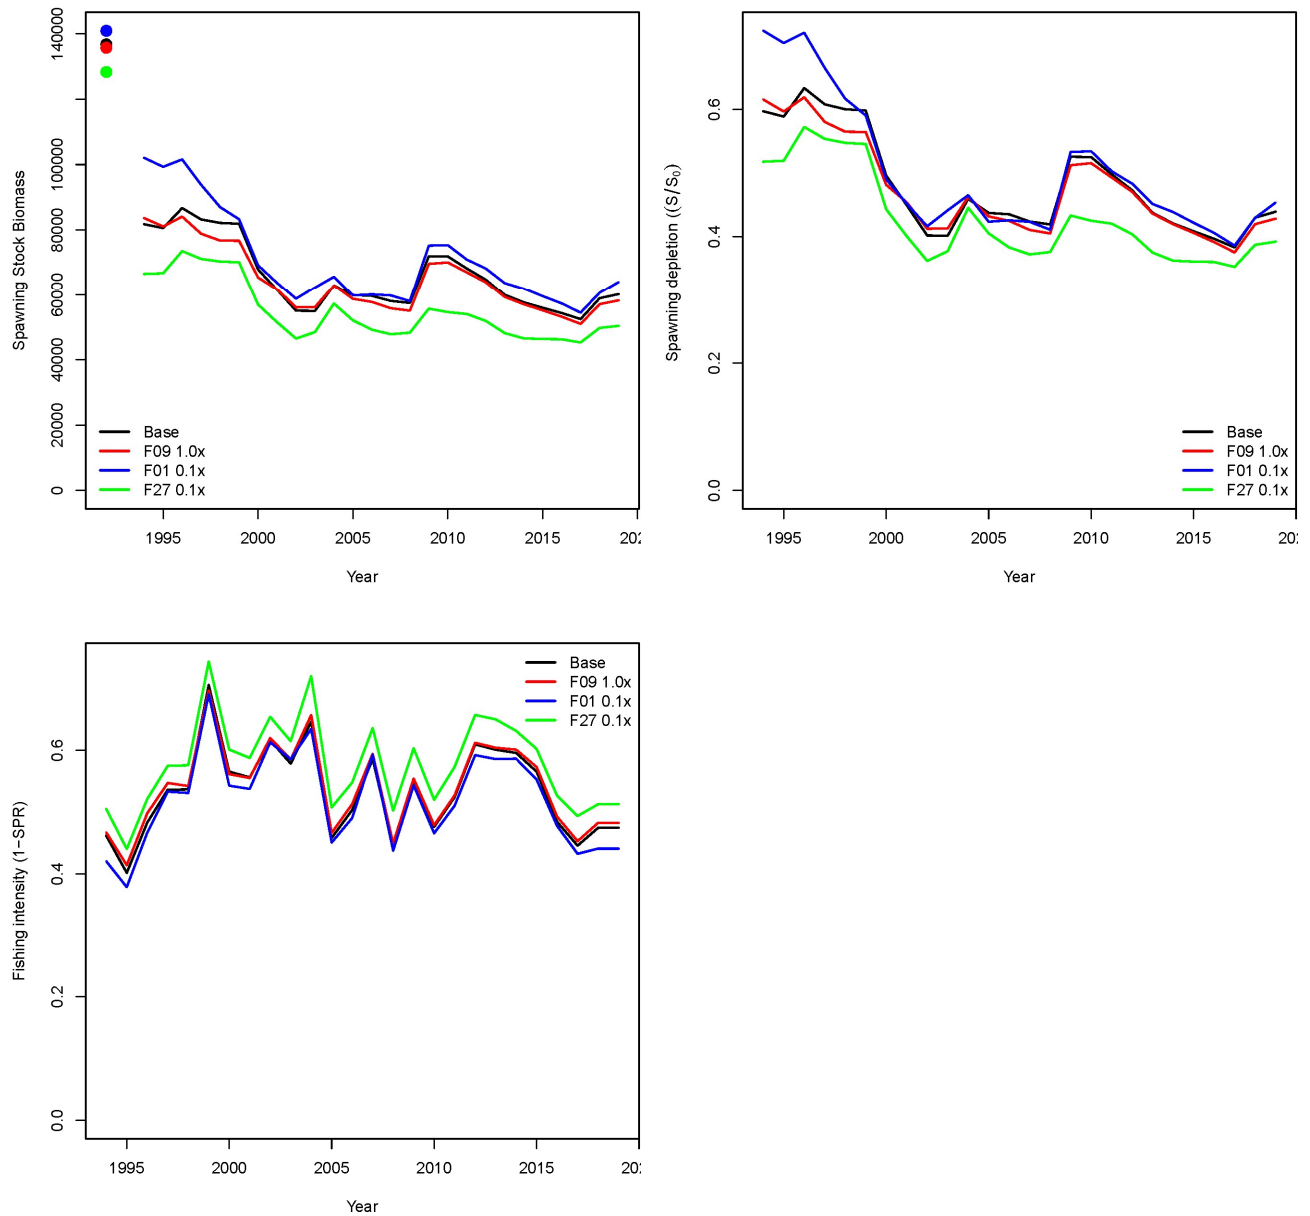 Spawning Stock Biomass
140000
100000
80000
60000
40000
20000
0
Base
F09 1.0x
F01 0.1x
F27 0.1x
1995 2000 2005 2010 2015 202
Year
Spawning depletion ((S/S₀)
0.6
0.4
0.2
0.0
Base
F09 1.0x
F01 0.1x
F27 0.1x
1995 2000 2005 2010 2015
Year
Fishing intensity (1−SPR)
0.6
0.4
0.2
0.0
Base
F09 1.0x
F01 0.1x
F27 0.1x
1995 2000 2005 2010 2015
Year